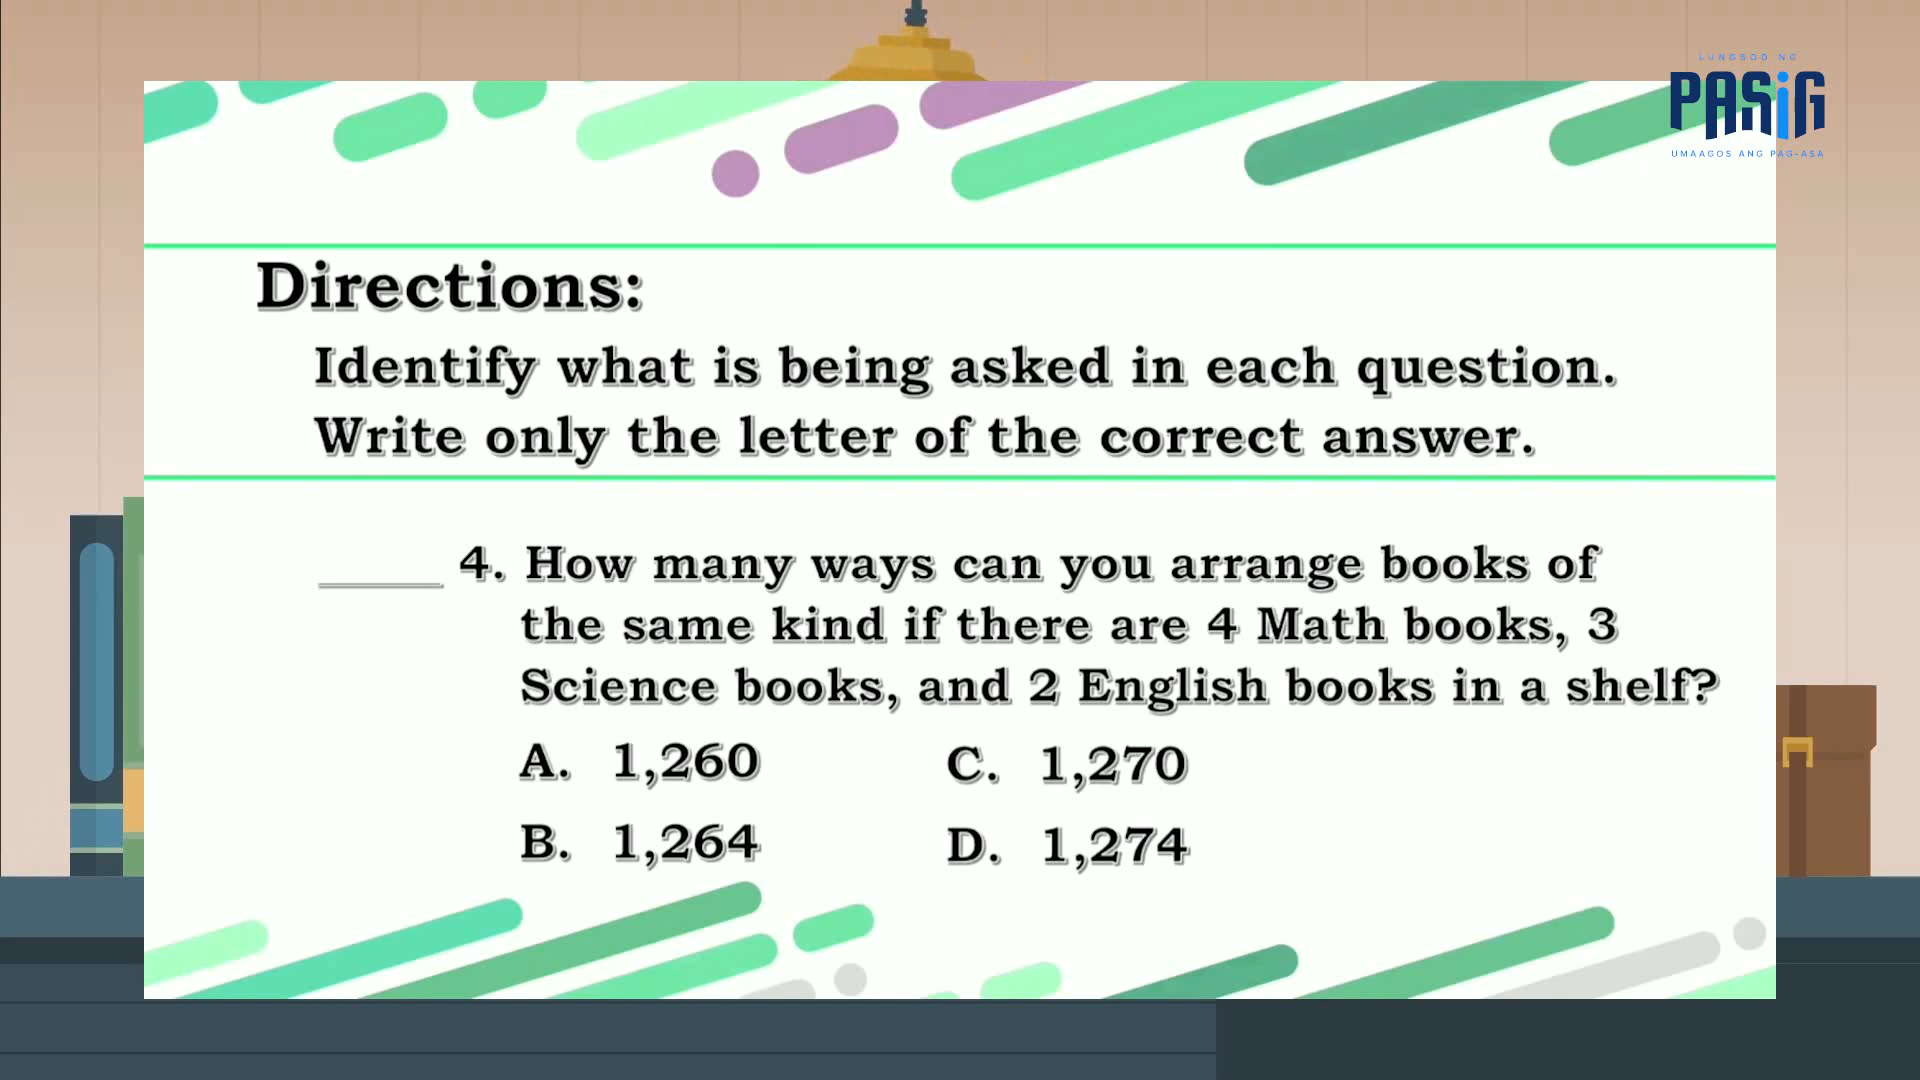 LUNGSOD NG
PASiG
UMAAGOS ANG PAG-ASA
Directions:
Identify what is being asked in each question.
Write only the letter of the correct answer.
_____ 4. How many ways can you arrange books of
the same kind if there are 4 Math books, 3
Science books, and 2 English books in a shelf?
A. 1,260 C. 1,270
B. 1,264 D. 1,274